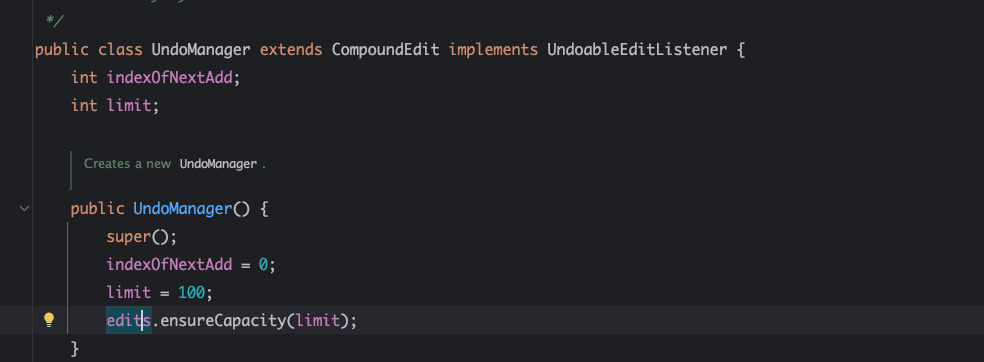 */
public class UndoManager extends CompoundEdit implements UndoableEditListener {
int indexOfNextAdd;
int limit;
Creates a new UndoManager .
public UndoManager() {
super();
indexOfNextAdd = 0;
limit = 100;
edits.ensureCapacity(limit);
}